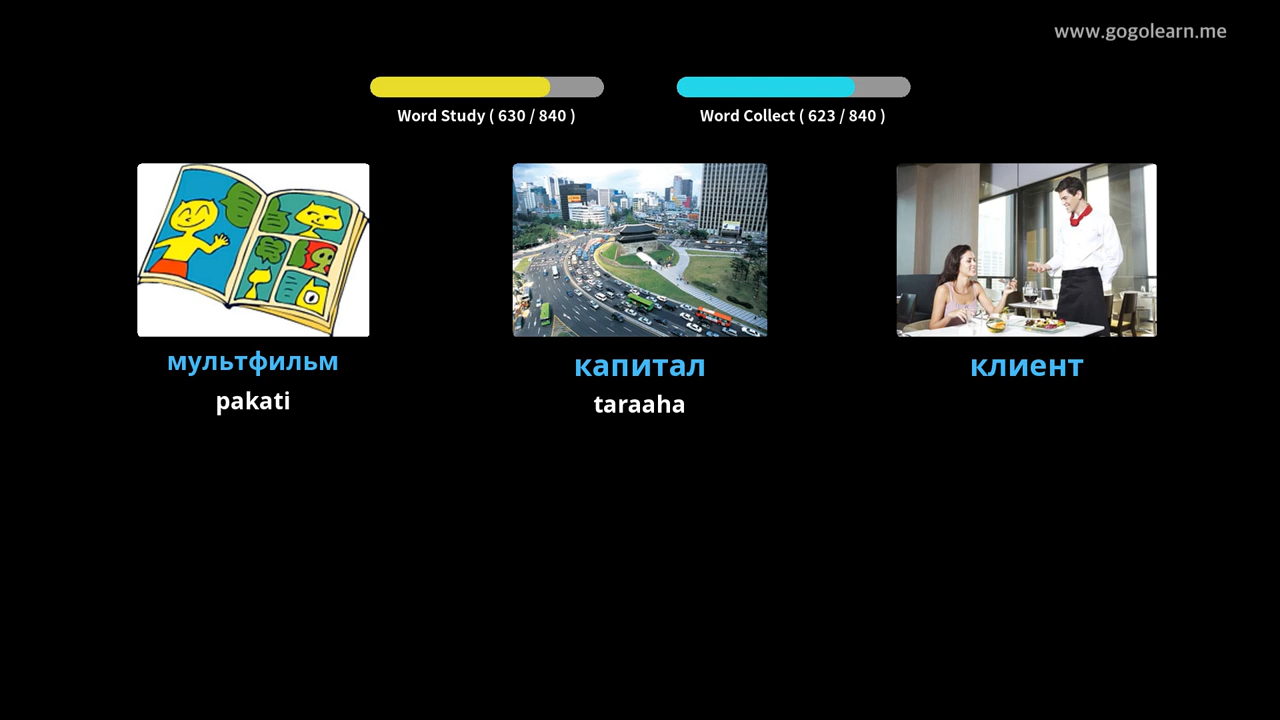 www.gogolearn.me
Word Study ( 630 / 840 )
Word Collect ( 623 / 840 )
мультфильм
pakati
капитал
taraaha
клиент